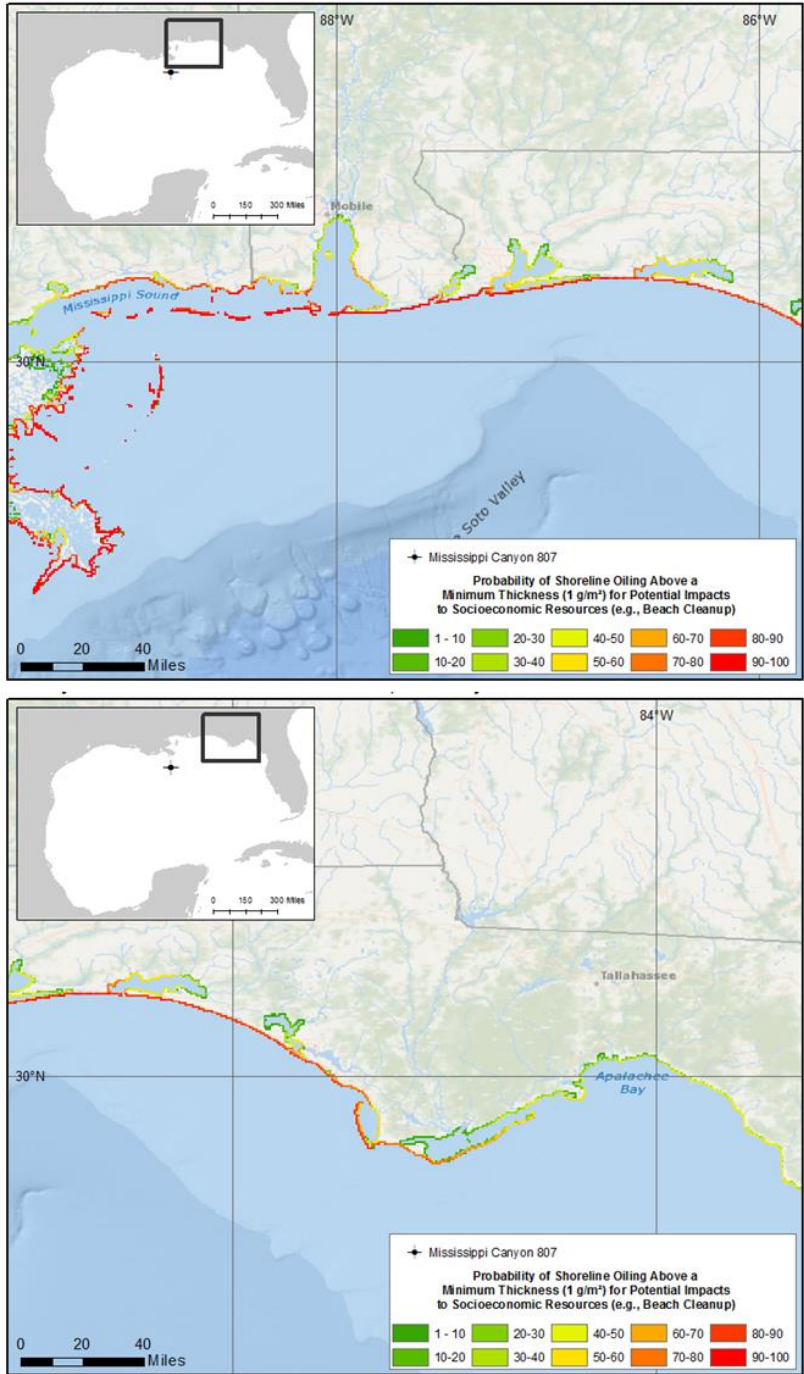 88°W
86°W
0 150 300 Miles
Mobile
Mississippi Sound
30°N
Soto Valley
Mississippi Canyon 807
Probability of Shoreline Oiling Above a
Minimum Thickness (1 g/m²) for Potential Impacts
to Socioeconomic Resources (e.g., Beach Cleanup)
1 - 10 20-30 40-50 60-70 80-90
10-20 30-40 50-60 70-80 90-100
0 10 20 40
Miles
84°W
0 150 300 Miles
Tallahassee
30°N
Apalachee
Bay
Mississippi Canyon 807
Probability of Shoreline Oiling Above a
Minimum Thickness (1 g/m²) for Potential Impacts
to Socioeconomic Resources (e.g., Beach Cleanup)
1 - 10 20-30 40-50 60-70 80-90
10-20 30-40 50-60 70-80 90-100
0 10 20 40
Miles